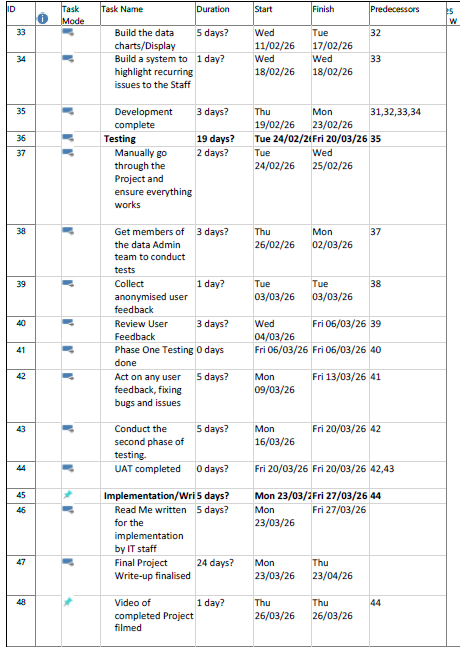 ID Task Mode Task Name Duration Start Finish Predecessors
W
33 Build the data charts/Display 5 days? Wed 11/02/26 Tue 17/02/26 32
34 Build a system to highlight recurring issues to the Staff 1 day? Wed 18/02/26 Wed 18/02/26 33
35 Development complete 3 days? Thu 19/02/26 Mon 23/02/26 31,32,33,34
36 Testing 19 days? Tue 24/02/26 Fri 20/03/26 35
37 Manually go through the Project and ensure everything works 2 days? Tue 24/02/26 Wed 25/02/26
38 Get members of the data Admin team to conduct tests 3 days? Thu 26/02/26 Mon 02/03/26 37
39 Collect anonymised user feedback 1 day? Tue 03/03/26 Tue 03/03/26 38
40 Review User Feedback 3 days? Wed 04/03/26 Fri 06/03/26 39
41 Phase One Testing done 0 days Fri 06/03/26 Fri 06/03/26 40
42 Act on any user feedback, fixing bugs and issues 5 days? Mon 09/03/26 Fri 13/03/26 41
43 Conduct the second phase of testing. 5 days? Mon 16/03/26 Fri 20/03/26 42
44 UAT completed 0 days? Fri 20/03/26 Fri 20/03/26 42,43
45 Implementation/Wri 5 days? Mon 23/03/2 Fri 27/03/26 44
46 Read Me written for the implementation by IT staff 5 days? Mon 23/03/26 Fri 27/03/26
47 Final Project Write-up finalised 24 days? Mon 23/03/26 Thu 23/04/26
48 Video of completed Project filmed 1 day? Thu 26/03/26 Thu 26/03/26 44